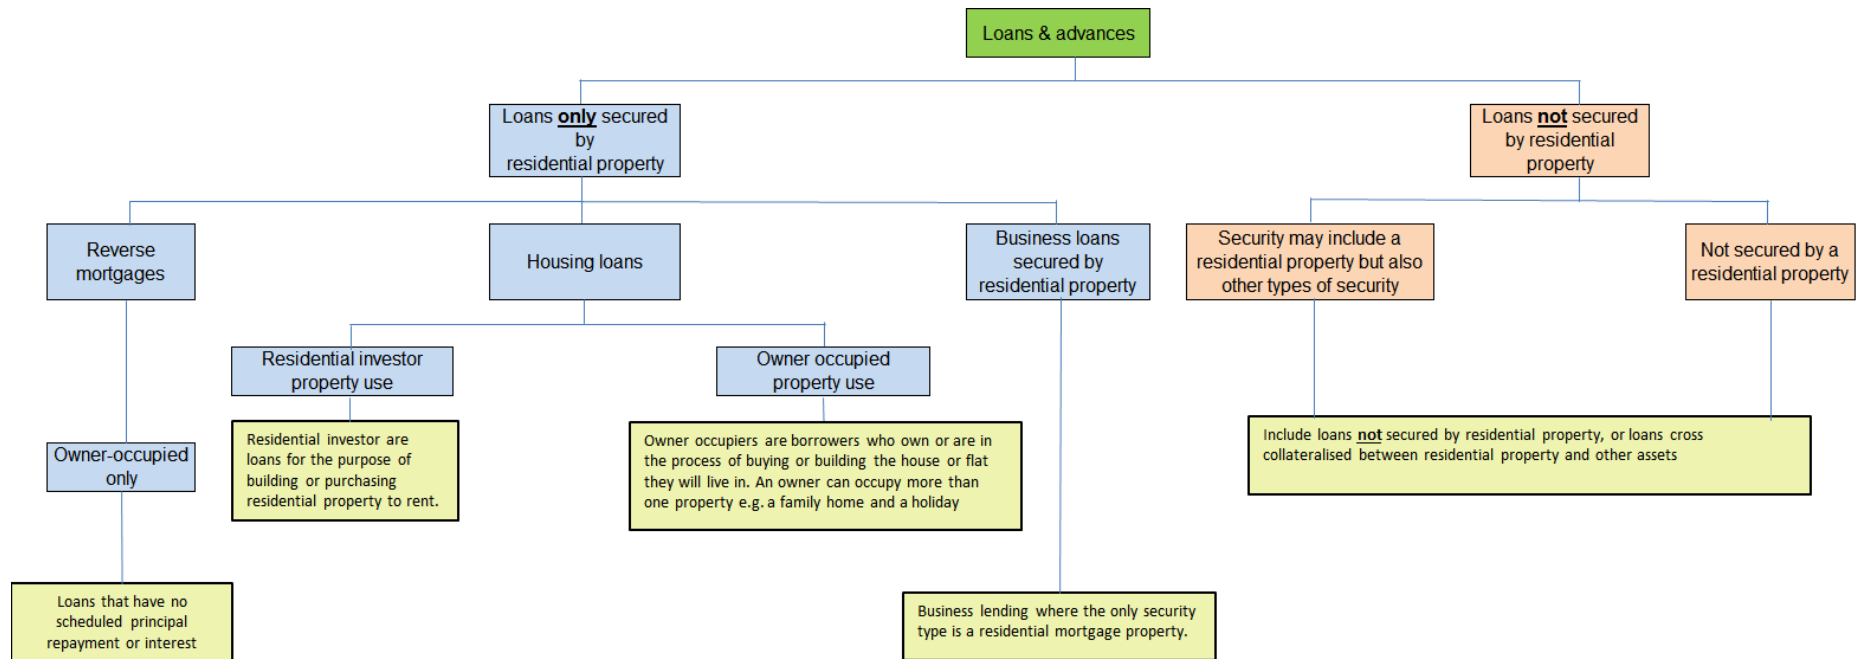 Loans & advances
Loans only secured
by
residential property
Loans not secured
by residential
property
Reverse
mortgages
Housing loans
Business loans
secured by
residential property
Security may include a
residential property but also
other types of security
Not secured by a
residential property
Residential investor
property use
Owner occupied
property use
Owner-occupied
only
Residential investor are
loans for the purpose of
building or purchasing
residential property to rent.
Owner occupiers are borrowers who own or are in
the process of buying or building the house or flat
they will live in. An owner can occupy more than
one property e.g. a family home and a holiday
Include loans not secured by residential property, or loans cross
collateralised between residential property and other assets
Loans that have no
scheduled principal
repayment or interest
Business lending where the only security
type is a residential mortgage property.